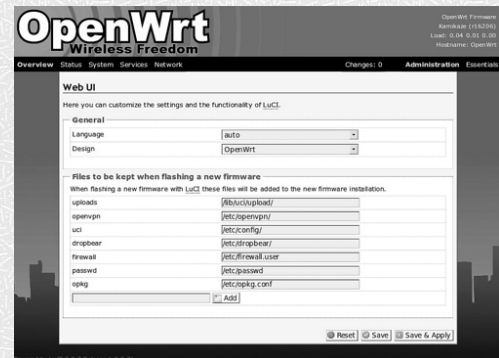 OpenWrt
Wireless Freedom
OpenWrt Firmware
Kamikaze (r16206)
Load: 0.04 0.01 0.00
Hostname: OpenWrt
Overview Status System Services Network Changes: 0 Administration Essentials
Web UI
Here you can customize the settings and the functionality of LuCI.
General
Language auto
Design OpenWrt
Files to be kept when flashing a new firmware
When flashing a new firmware with LuCI these files will be added to the new firmware installation.
uploads /lib/uci/upload/
openvpn /etc/openvpn/
uci /etc/config/
dropbear /etc/dropbear/
firewall /etc/firewall.user
passwd /etc/passwd
opkg /etc/opkg.conf
Add
Reset Save Save & Apply